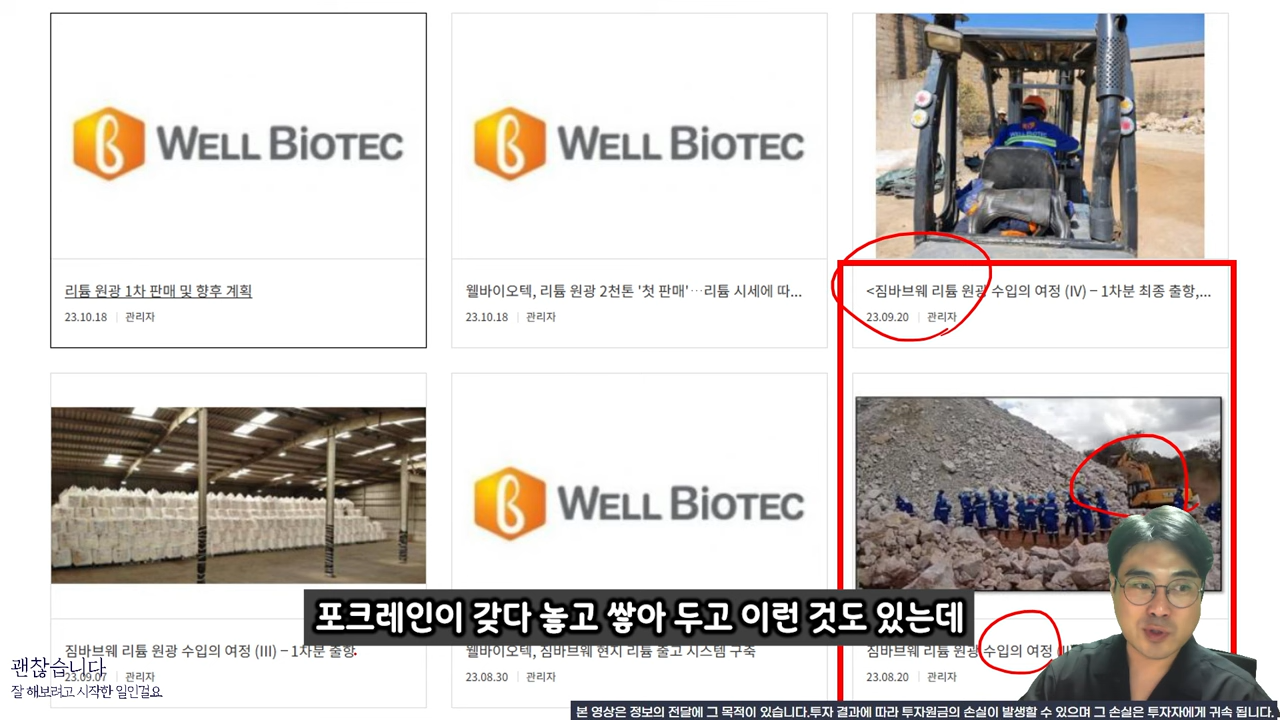 WELL BIOTEC
WELL BIOTEC
WELL BIOTEC
리튬 원광 1차 판매 및 향후 계획
23.10.18 | 관리자
웰바이오텍, 리튬 원광 2천톤 '첫 판매'…리튬 시세에 따...
23.10.18 | 관리자
<짐바브웨 리튬 원광 수입의 여정 (IV) – 1차분 최종 출항,...
23.09.20 | 관리자
WELL BIOTEC
포크레인이 갖다 놓고 쌓아 두고 이런 것도 있는데
짐바브웨 리튬 원광 수입의 여정 (III) – 1차분 출항
23.09.07 | 관리자
웰바이오텍, 짐바브웨 현지 리튬 출고 시스템 구축
23.08.30 | 관리자
짐바브웨 리튬 원광 수입의 여정
23.08.20 | 관리자
괜찮습니다
잘 해보려고 시작한 일인걸요
본 영상은 정보의 전달에 그 목적이 있습니다.투자 결과에 따라 투자원금의 손실이 발생할 수 있으며 그 손실은 투자자에게 귀속 됩니다.